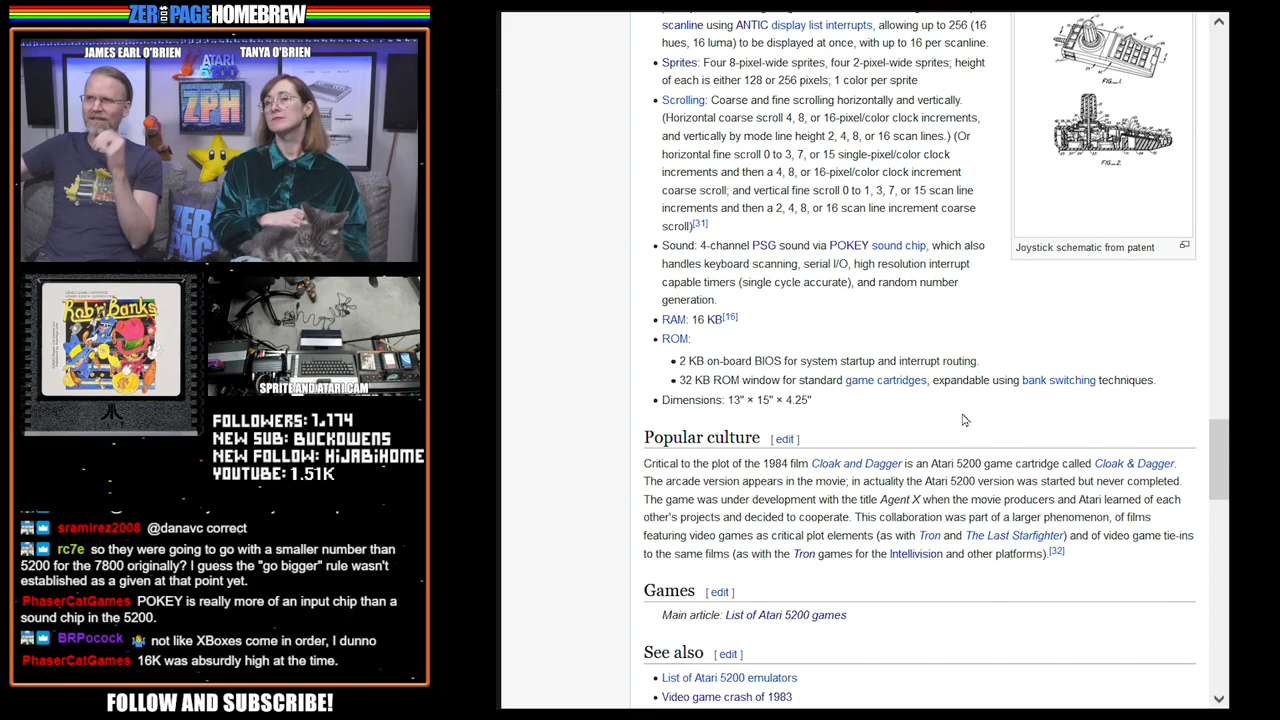 ZEROPAGE HOMEBREW
JAMES EARL O'BRIEN
TANYA O'BRIEN
ATARI
ZPH
Rob'n'Banks
SPRITE AND ATARI CAM
FOLLOWERS: 1,174
NEW SUB: BUCKOWENS
NEW FOLLOW: HIJABIHOME
YOUTUBE: 1.51K
sramirez2008 @danavc correct
rc7e so they were going to go with a smaller number than
5200 for the 7800 originally? I guess the "go bigger" rule wasn't
established as a given at that point yet.
PhaserCatGames POKEY is really more of an input chip than a
sound chip in the 5200.
BRPocock 🤷 not like XBoxes come in order, I dunno
PhaserCatGames 16K was absurdly high at the time.
FOLLOW AND SUBSCRIBE!
scanline using ANTIC display list interrupts, allowing up to 256 (16
hues, 16 luma) to be displayed at once, with up to 16 per scanline.
• Sprites: Four 8-pixel-wide sprites, four 2-pixel-wide sprites; height
of each is either 128 or 256 pixels; 1 color per sprite
• Scrolling: Coarse and fine scrolling horizontally and vertically.
(Horizontal coarse scroll 4, 8, or 16-pixel/color clock increments,
and vertically by mode line height 2, 4, 8, or 16 scan lines.) (Or
horizontal fine scroll 0 to 3, 7, or 15 single-pixel/color clock
increments and then a 4, 8, or 16-pixel/color clock increment
coarse scroll; and vertical fine scroll 0 to 1, 3, 7, or 15 scan line
increments and then a 2, 4, 8, or 16 scan line increment coarse
scroll)[31]
• Sound: 4-channel PSG sound via POKEY sound chip, which also
handles keyboard scanning, serial I/O, high resolution interrupt
capable timers (single cycle accurate), and random number
generation.
• RAM: 16 KB[16]
• ROM:
• 2 KB on-board BIOS for system startup and interrupt routing.
• 32 KB ROM window for standard game cartridges, expandable using bank switching techniques.
• Dimensions: 13" × 15" × 4.25"
FIG._1.
FIG._2.
Joystick schematic from patent
Popular culture [ edit ]
Critical to the plot of the 1984 film Cloak and Dagger is an Atari 5200 game cartridge called Cloak & Dagger.
The arcade version appears in the movie; in actuality the Atari 5200 version was started but never completed.
The game was under development with the title Agent X when the movie producers and Atari learned of each
other's projects and decided to cooperate. This collaboration was part of a larger phenomenon, of films
featuring video games as critical plot elements (as with Tron and The Last Starfighter) and of video game tie-ins
to the same films (as with the Tron games for the Intellivision and other platforms).[32]
Games [ edit ]
Main article: List of Atari 5200 games
See also [ edit ]
• List of Atari 5200 emulators
• Video game crash of 1983